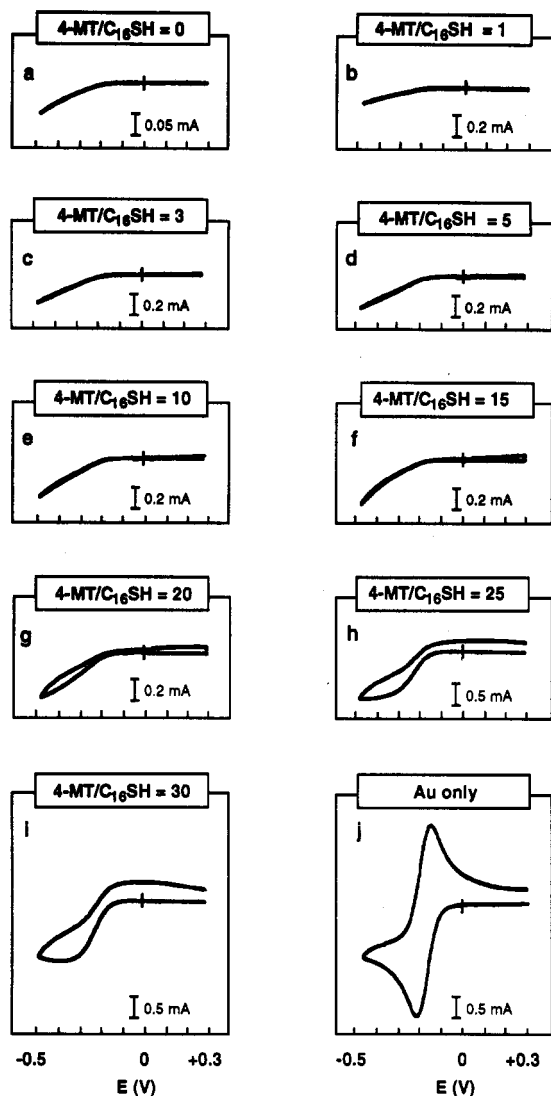 4-MT/C₁₆SH = 0
a
0.05 mA
4-MT/C₁₆SH = 1
b
0.2 mA
4-MT/C₁₆SH = 3
c
0.2 mA
4-MT/C₁₆SH = 5
d
0.2 mA
4-MT/C₁₆SH = 10
e
0.2 mA
4-MT/C₁₆SH = 15
f
0.2 mA
4-MT/C₁₆SH = 20
g
0.2 mA
4-MT/C₁₆SH = 25
h
0.5 mA
4-MT/C₁₆SH = 30
i
0.5 mA
Au only
j
0.5 mA
-0.5 0 +0.3
E (V)
-0.5 0 +0.3
E (V)